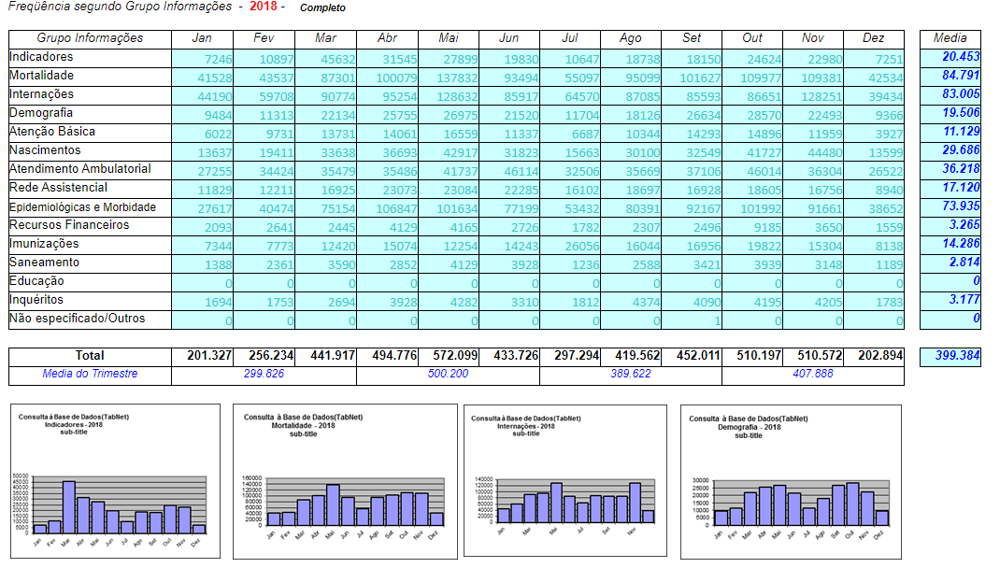 Freqüência segundo Grupo Informações - 2018 - Completo
Grupo Informações Jan Fev Mar Abr Mai Jun Jul Ago Set Out Nov Dez Media
Indicadores 7246 10897 45632 31545 27899 19830 10647 18738 18150 24624 22980 7251 20.453
Mortalidade 41528 43537 87301 100079 137832 93494 55097 95099 101627 109977 109381 42534 84.791
Internações 44190 59708 90774 95254 128632 85917 64570 87085 85593 86651 128251 39434 83.005
Demografia 9484 11313 22134 25755 26975 21520 11704 18126 26634 28570 22493 9366 19.506
Atenção Básica 6022 9731 13731 14061 16559 11337 6687 10344 14293 14896 11959 3927 11.129
Nascimentos 13637 19411 33638 36693 42917 31823 15663 30100 32549 41727 44480 13599 29.686
Atendimento Ambulatorial 27255 34424 35479 35486 41737 46114 32506 35669 37106 46014 36304 26522 36.218
Rede Assistencial 11829 12211 16925 23073 23084 22285 16102 18697 16928 18605 16756 8940 17.120
Epidemiológicas e Morbidade 27617 40474 75154 106847 101634 77199 53432 80391 92167 101992 91661 38652 73.935
Recursos Financeiros 2093 2641 2445 4129 4165 2726 1782 2307 2496 9185 3650 1559 3.265
Imunizações 7344 7773 12420 15074 12254 14243 26056 16044 16956 19822 15304 8138 14.286
Saneamento 1388 2361 3590 2852 4129 3928 1236 2588 3421 3939 3148 1189 2.814
Educação 0 0 0 0 0 0 0 0 0 0 0 0 0
Inquéritos 1694 1753 2694 3928 4282 3310 1812 4374 4090 4195 4205 1783 3.177
Não especificado/Outros 0 0 0 0 0 0 0 0 1 0 0 0 0
Total 201.327 256.234 441.917 494.776 572.099 433.726 297.294 419.562 452.011 510.197 510.572 202.894 399.384
Media do Trimestre 299.826 500.200 389.622 407.888
Consulta à Base de Dados(TabNet)
Indicadores - 2018
sub-title
50000
45000
40000
35000
30000
25000
20000
15000
10000
5000
0
Jan Fev Mar Abr Mai Jun Jul Ago Set Out Nov Dez
Consulta à Base de Dados(TabNet)
Mortalidade - 2018
sub-title
160000
140000
120000
100000
80000
60000
40000
20000
0
Jan Fev Mar Abr Mai Jun Jul Ago Set Out Nov Dez
Consulta à Base de Dados(TabNet)
Internações - 2018
sub-title
140000
120000
100000
80000
60000
40000
20000
0
Jan Mar Mai Jul Set Nov
Consulta à Base de Dados(TabNet)
Demografia - 2018
sub-title
30000
25000
20000
15000
10000
5000
0
Jan Fev Mar Abr Mai Jun Jul Ago Set Out Nov Dez